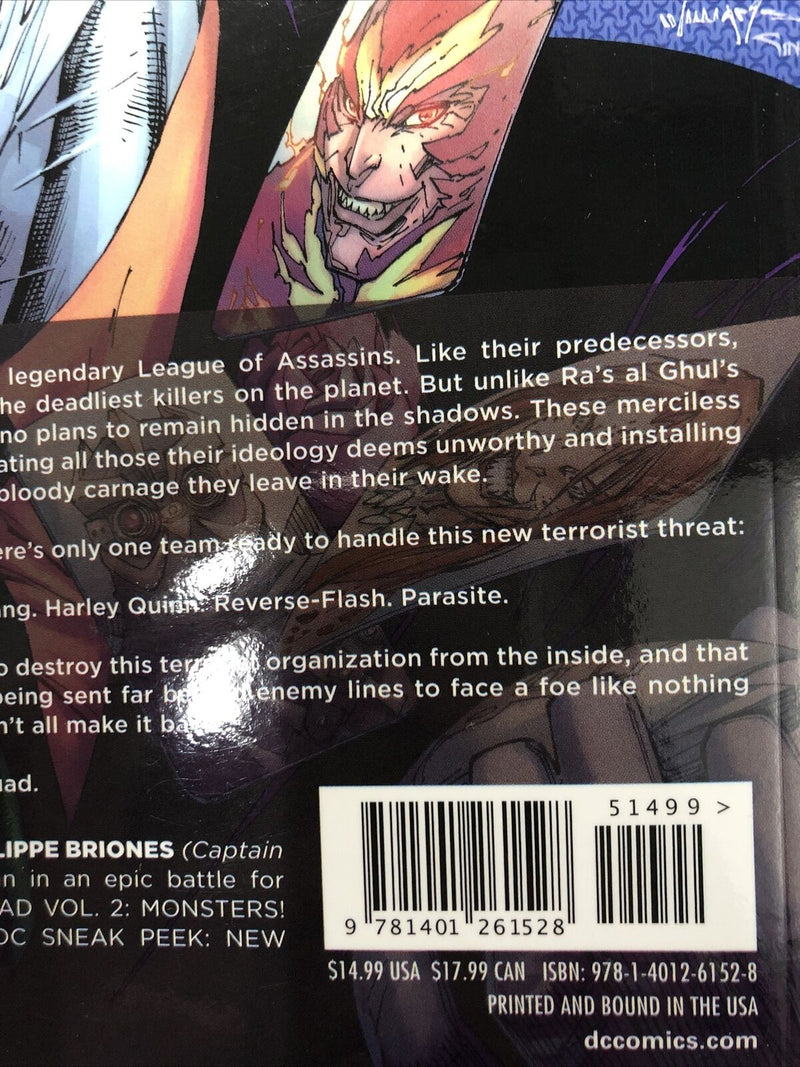 legendary League of Assassins. Like their predecessors,
he deadliest killers on the planet. But unlike Ra's al Ghul's
no plans to remain hidden in the shadows. These merciless
ating all those their ideology deems unworthy and installing
bloody carnage they leave in their wake.
ere's only one team ready to handle this new terrorist threat:
ng. Harley Quinn. Reverse-Flash. Parasite.
o destroy this organization from the inside, and that
being sent far enemy lines to face a foe like nothing
n't all make it ba
ad.
LIPPE BRIONES (Captain
n in an epic battle for
AD VOL. 2: MONSTERS!
DC SNEAK PEEK: NEW
51499 >
9 781401 261528
$14.99 USA $17.99 CAN ISBN: 978-1-4012-6152-8
PRINTED AND BOUND IN THE USA
dccomics.com